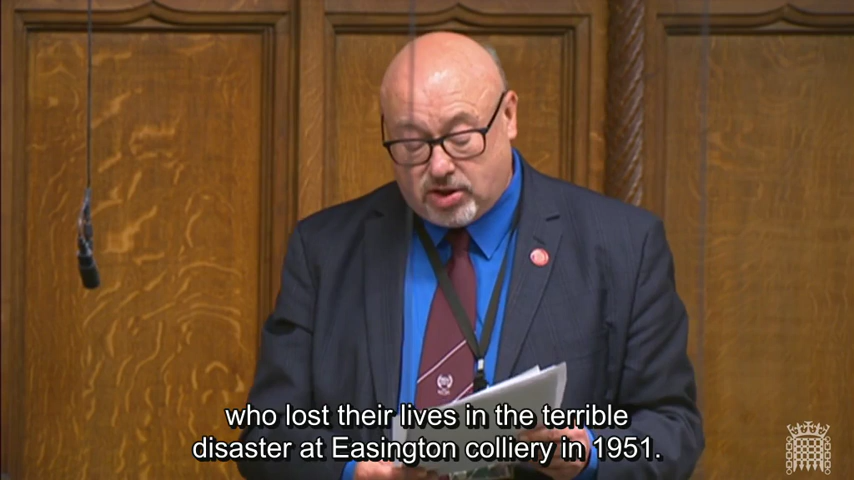 who lost their lives in the terrible
disaster at Easington colliery in 1951.